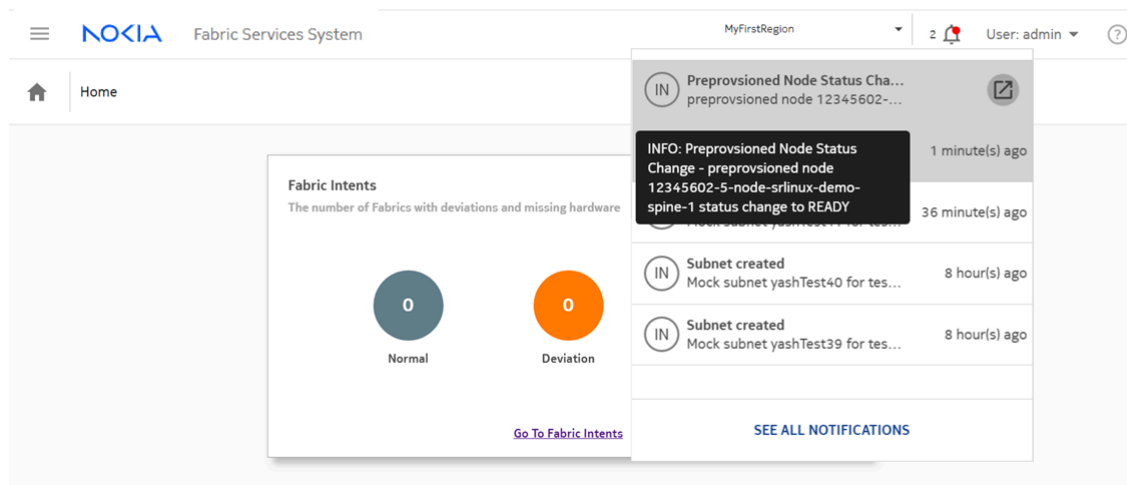 NOKIA Fabric Services System MyFirstRegion 2 User: admin ?
Home
IN Preprovsioned Node Status Cha...
preprovsioned node 12345602-...
1 minute(s) ago
INFO: Preprovsioned Node Status
Change - preprovsioned node
12345602-5-node-srlinux-demo-
spine-1 status change to READY
36 minute(s) ago
IN Subnet created
Mock subnet yashTest40 for tes...
8 hour(s) ago
IN Subnet created
Mock subnet yashTest39 for tes...
8 hour(s) ago
SEE ALL NOTIFICATIONS
Fabric Intents
The number of Fabrics with deviations and missing hardware
0 0
Normal Deviation
Go To Fabric Intents